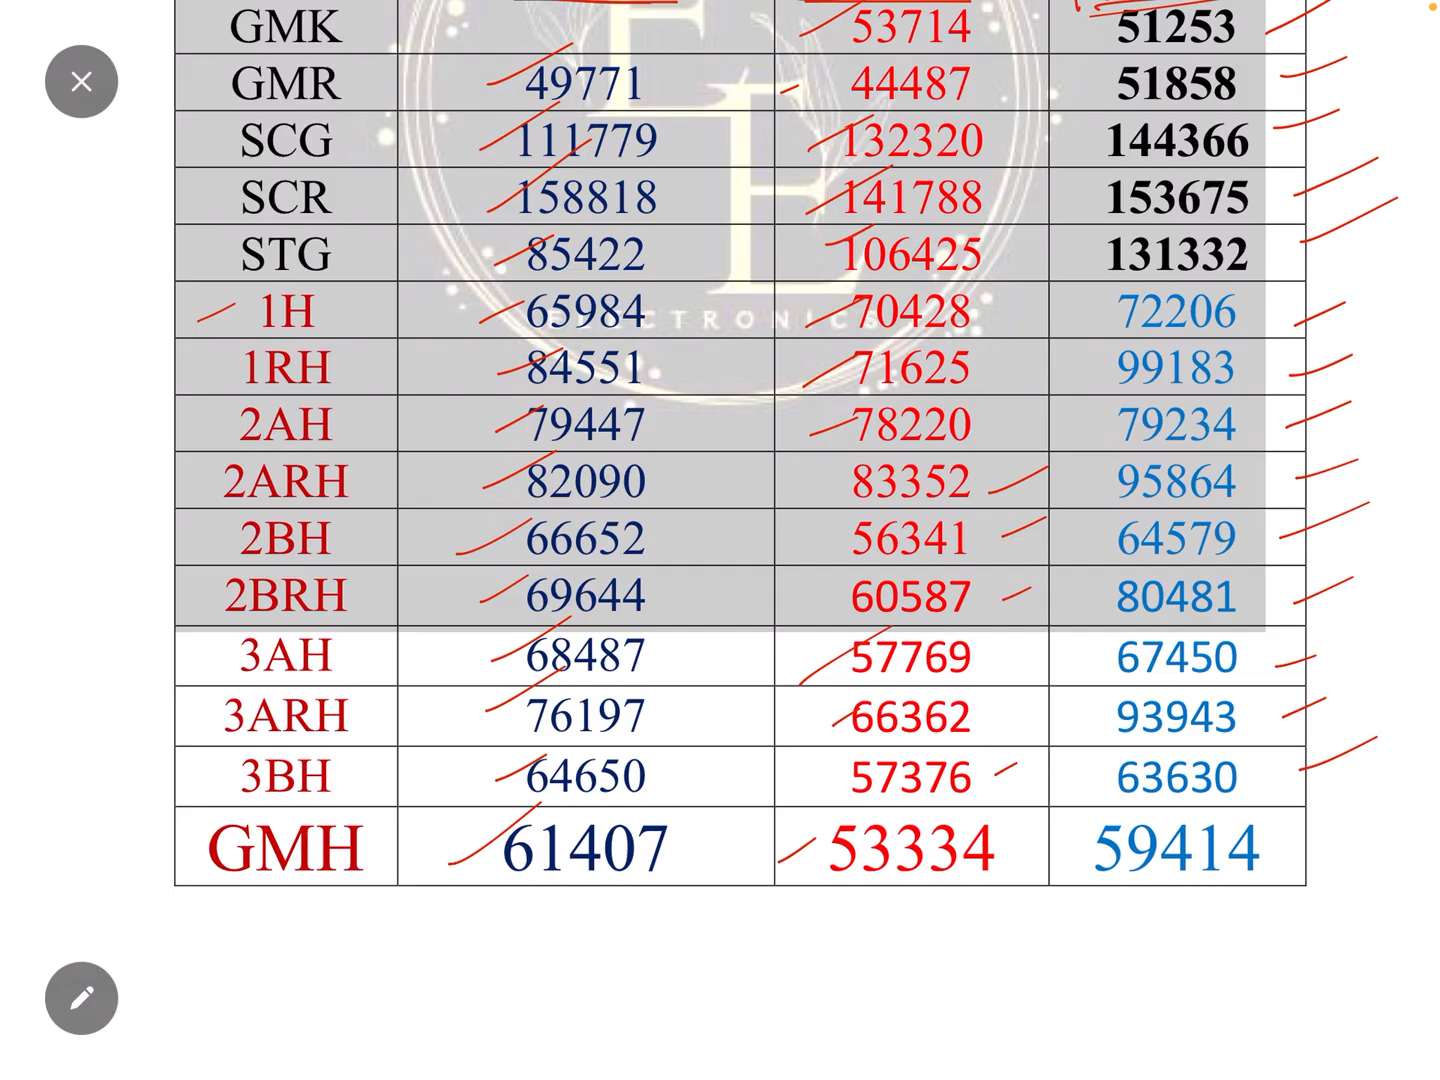 GMK 53714 51253
GMR 49771 44487 51858
SCG 111779 132320 144366
SCR 158818 141788 153675
STG 85422 106425 131332
1H 65984 70428 72206
ELECTRONICS
1RH 84551 71625 99183
2AH 79447 78220 79234
2ARH 82090 83352 95864
2BH 66652 56341 64579
2BRH 69644 60587 80481
3AH 68487 57769 67450
3ARH 76197 66362 93943
3BH 64650 57376 63630
GMH 61407 53334 59414